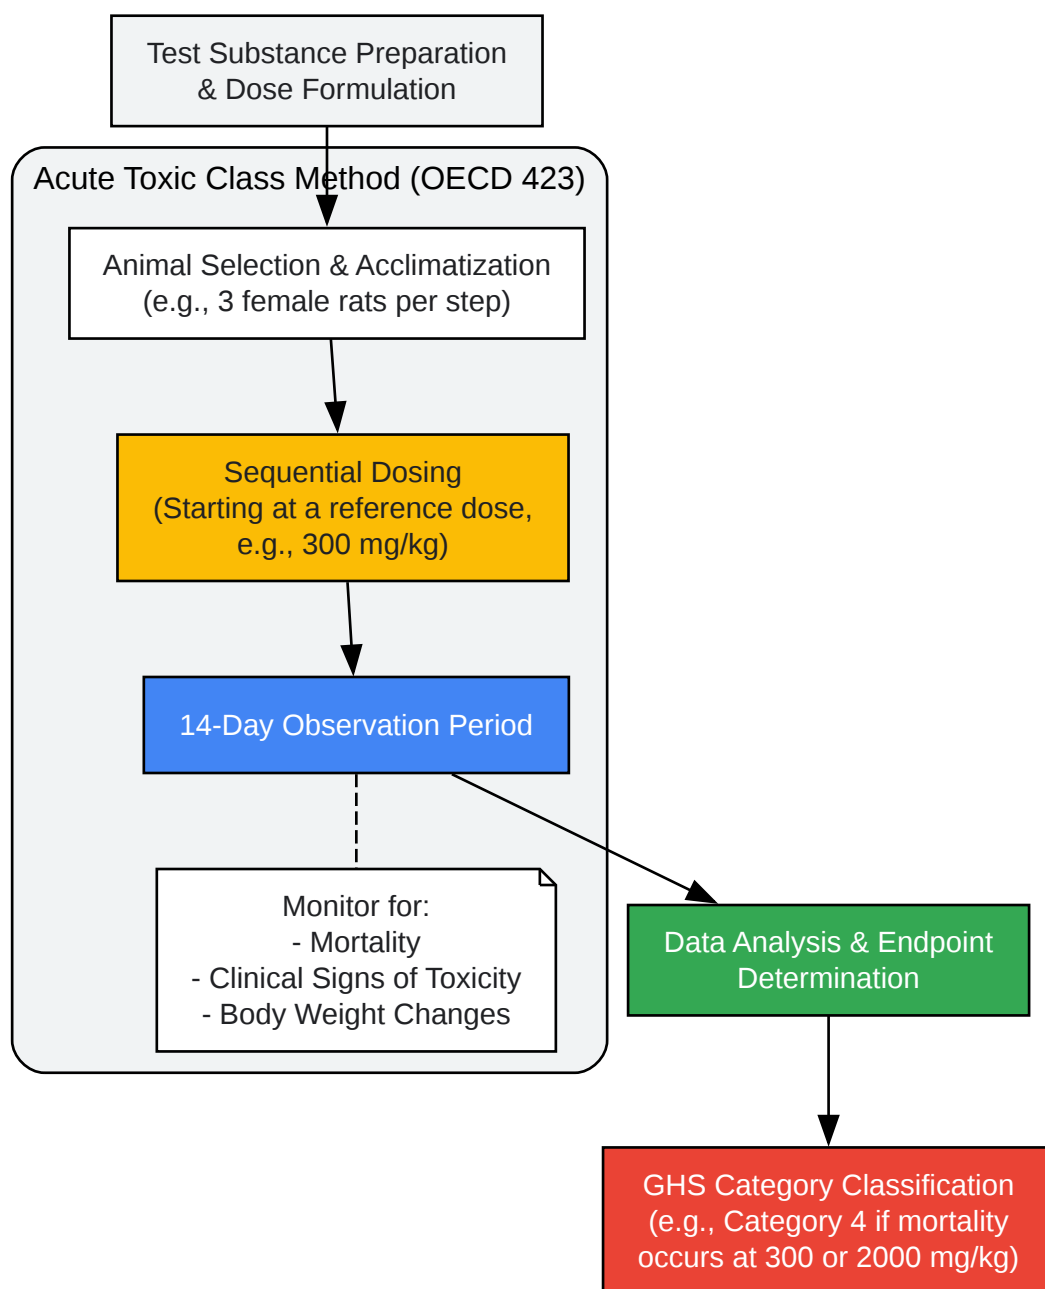 Test Substance Preparation
& Dose Formulation
Acute Toxic Class Method (OECD 423)
Animal Selection & Acclimatization
(e.g., 3 female rats per step)
Sequential Dosing
(Starting at a reference dose,
e.g., 300 mg/kg)
14-Day Observation Period
Monitor for:
- Mortality
- Clinical Signs of Toxicity
- Body Weight Changes
Data Analysis & Endpoint
Determination
GHS Category Classification
(e.g., Category 4 if mortality
occurs at 300 or 2000 mg/kg)